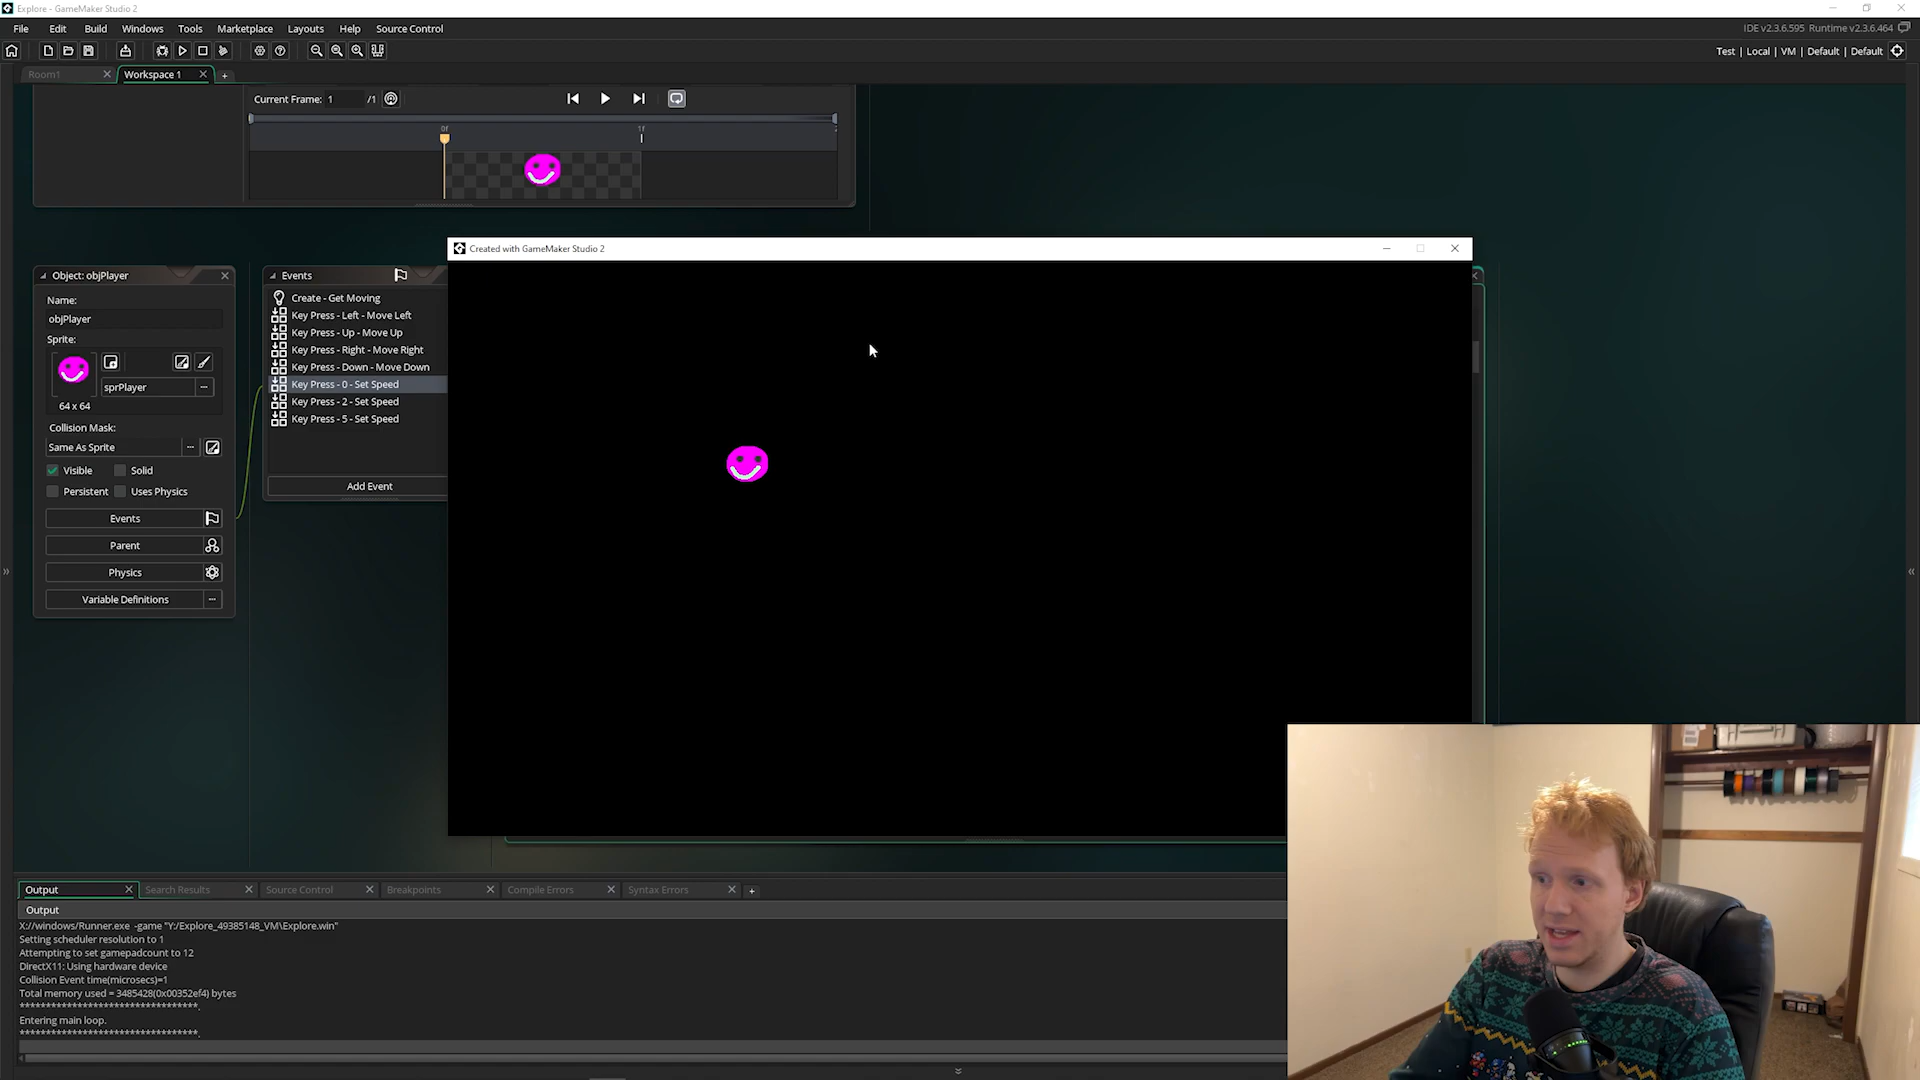 Explore - GameMaker Studio 2
File Edit Build Windows Tools Marketplace Layouts Help Source Control
IDE v2.3.6.595 Runtime v2.3.6.464
Test | Local | VM | Default | Default
Room1 Workspace 1
Current Frame: 1 /1
0f 1f
Created with GameMaker Studio 2
Object: objPlayer
Name:
objPlayer
Sprite:
sprPlayer
64 x 64
Collision Mask:
Same As Sprite
Visible Solid
Persistent Uses Physics
Events
Parent
Physics
Variable Definitions
Events
Create - Get Moving
Key Press - Left - Move Left
Key Press - Up - Move Up
Key Press - Right - Move Right
Key Press - Down - Move Down
Key Press - 0 - Set Speed
Key Press - 2 - Set Speed
Key Press - 5 - Set Speed
Add Event
Output Search Results Source Control Breakpoints Compile Errors Syntax Errors
Output
X://windows/Runner.exe -game "Y:/Explore_49385148_VM\Explore.win"
Setting scheduler resolution to 1
Attempting to set gamepadcount to 12
DirectX11: Using hardware device
Collision Event time(microsecs)=1
Total memory used = 3485428(0x00352ef4) bytes
**********************************.
Entering main loop.
**********************************.